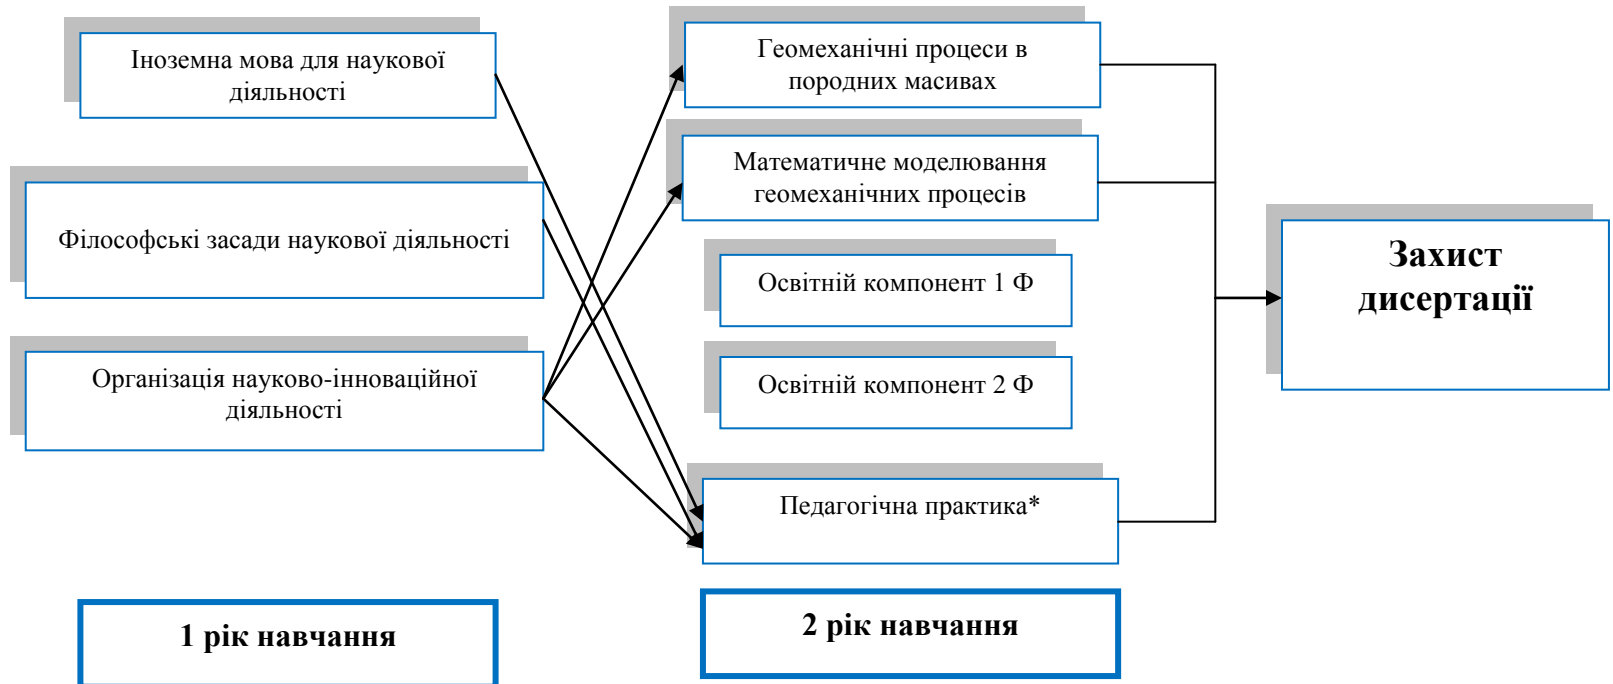 Іноземна мова для наукової
діяльності
Філософські засади наукової діяльності
Організація науково-інноваційної
діяльності
1 рік навчання
Геомеханічні процеси в
породних масивах
Математичне моделювання
геомеханічних процесів
Освітній компонент 1 Ф
Освітній компонент 2 Ф
Педагогічна практика*
2 рік навчання
Захист
дисертації